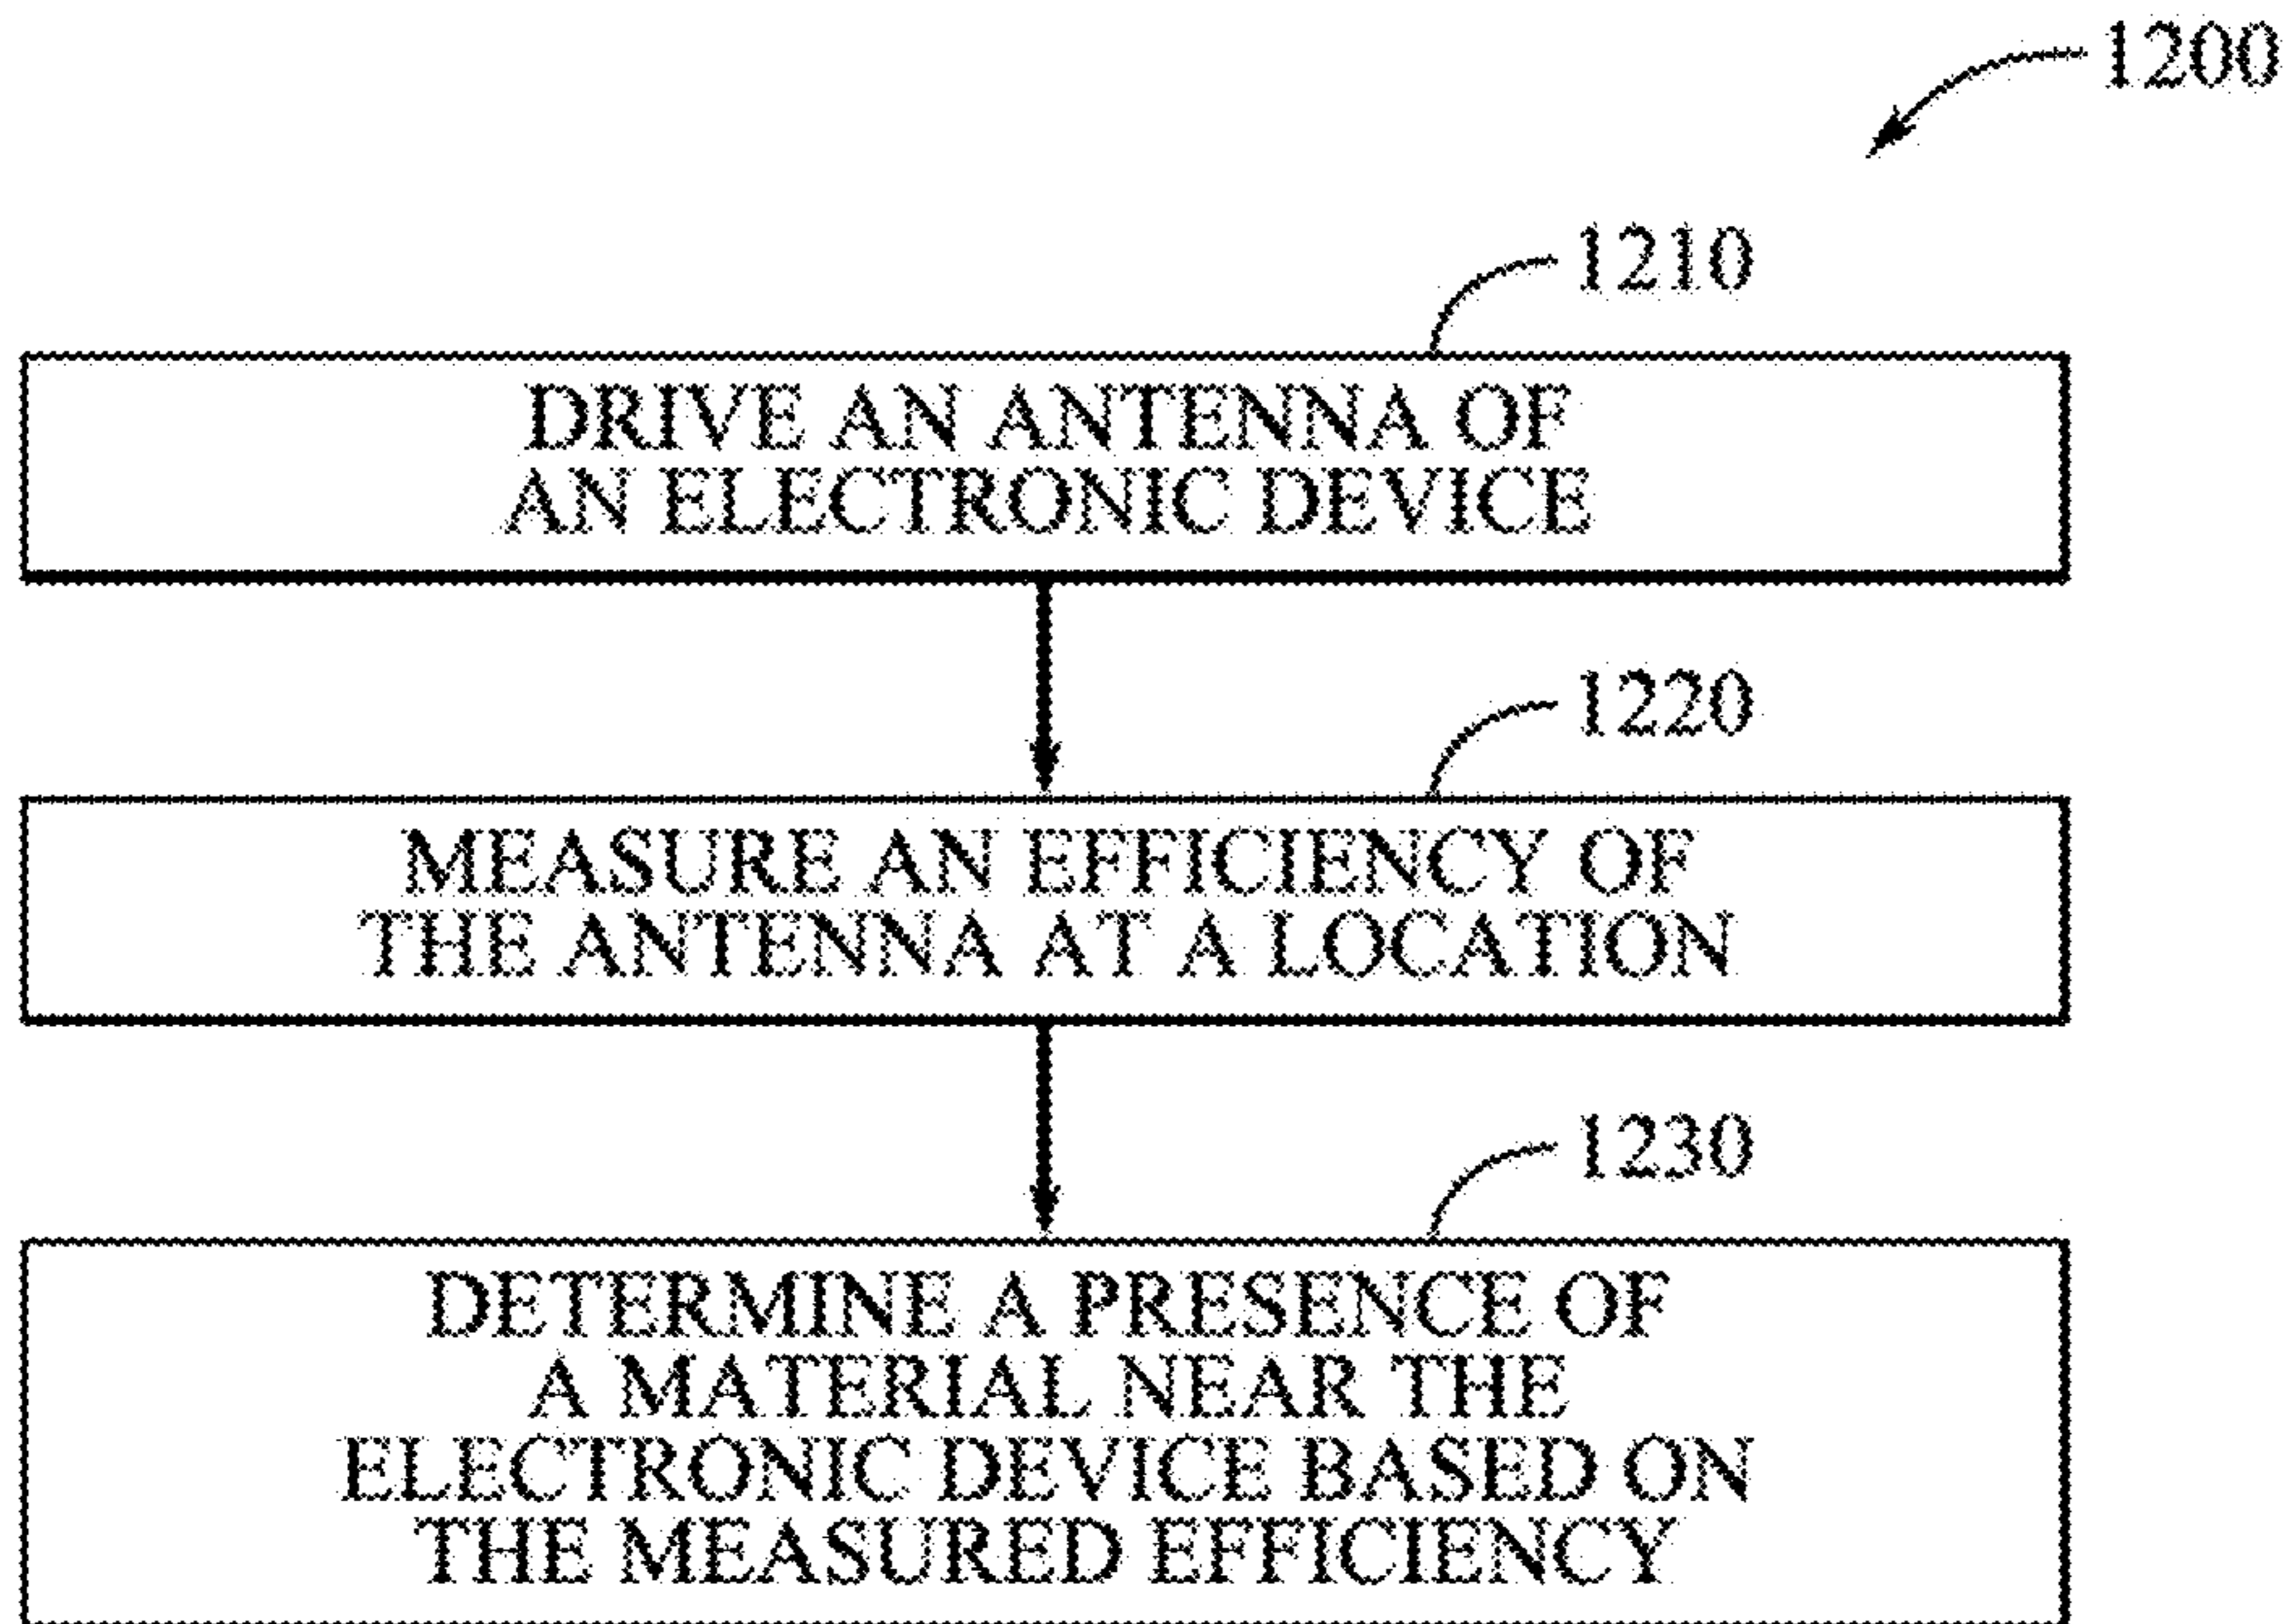 1200
1210
DRIVE AN ANTENNA OF
AN ELECTRONIC DEVICE
1220
MEASURE AN EFFICIENCY OF
THE ANTENNA AT A LOCATION
1230
DETERMINE A PRESENCE OF
A MATERIAL NEAR THE
ELECTRONIC DEVICE BASED ON
THE MEASURED EFFICIENCY